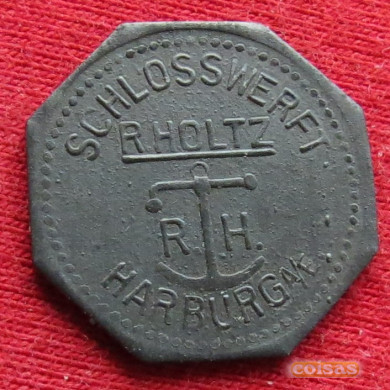 SCHLOSSWERFT
R. HOLTZ
R. H.
HARBURG A/E.
coisas